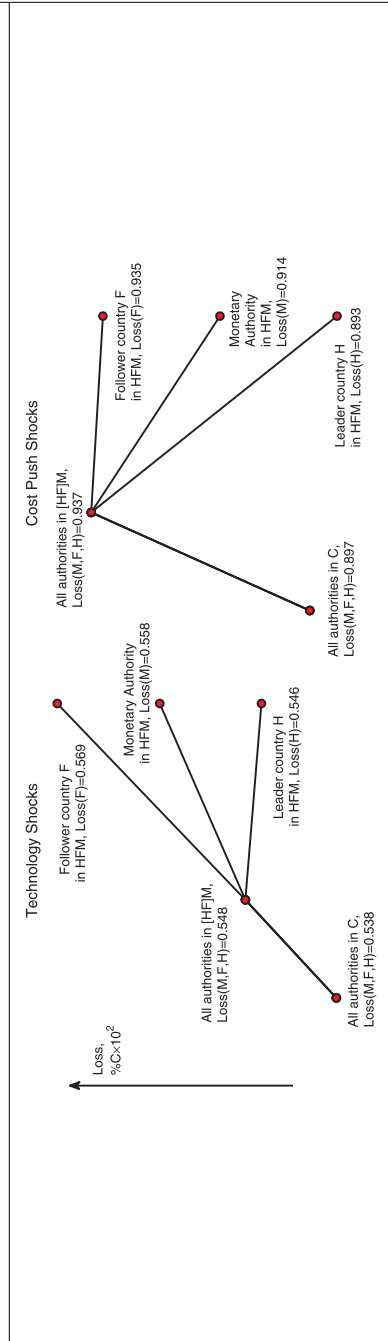 Technology Shocks
Loss,
%C×10²
Follower country F
in HFM, Loss(F)=0.569
Monetary Authority
in HFM, Loss(M)=0.558
All authorities in [HF]M,
Loss(M,F,H)=0.548
Leader country H
in HFM, Loss(H)=0.546
All authorities in C,
Loss(M,F,H)=0.538
Cost Push Shocks
All authorities in [HF]M,
Loss(M,F,H)=0.937
Follower country F
in HFM, Loss(F)=0.935
Monetary
Authority
in HFM,
Loss(M)=0.914
All authorities in C,
Loss(M,F,H)=0.897
Leader country H
in HFM, Loss(H)=0.893